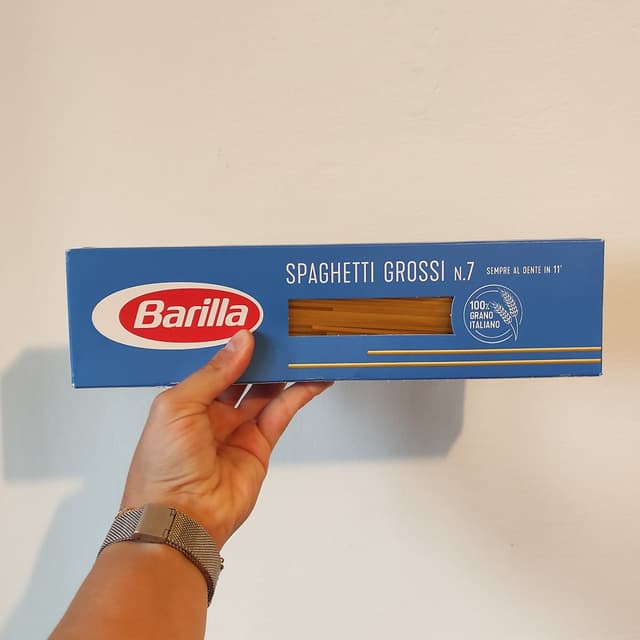 Barilla
SPAGHETTI GROSSI N.7 SEMPRE AL DENTE IN 11'
100%
GRANO
ITALIANO